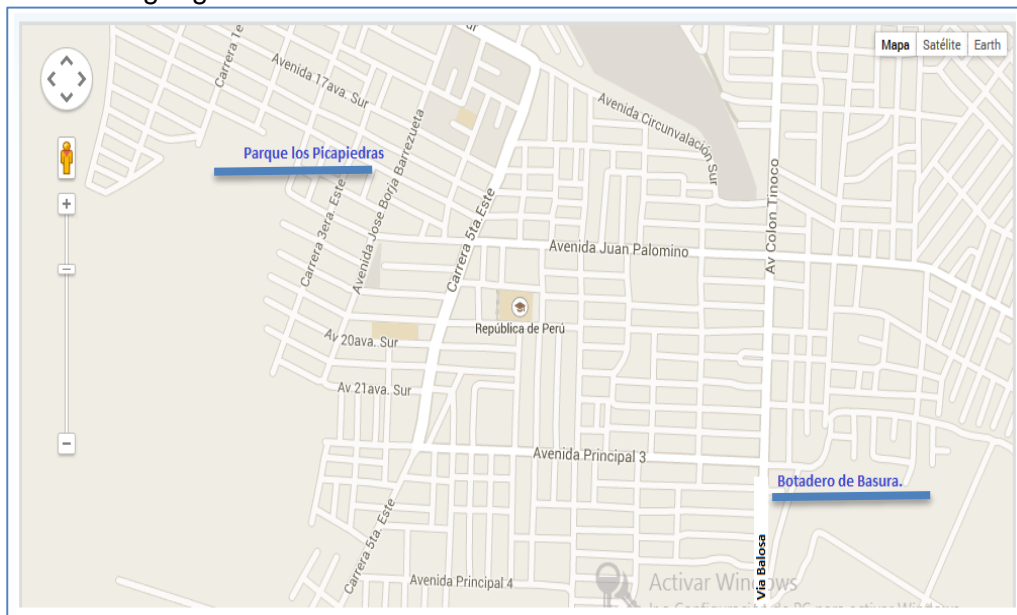 Mapa Satélite Earth
Carrera 1e
Avenida 17ava. Sur
Avenida Circunvalación Sur
Parque los Picapiedras
Avenida Jose Borja Barrezueta
Carrera 3era. Este
Carrera 5ta. Este
Av Colon Tinoco
Avenida Juan Palomino
República de Perú
Av 20ava. Sur
Av 21ava. Sur
Avenida Principal 3
Botadero de Basura.
Carrera 5ta. Este
Via Balosa
Avenida Principal 4
Activar Windows